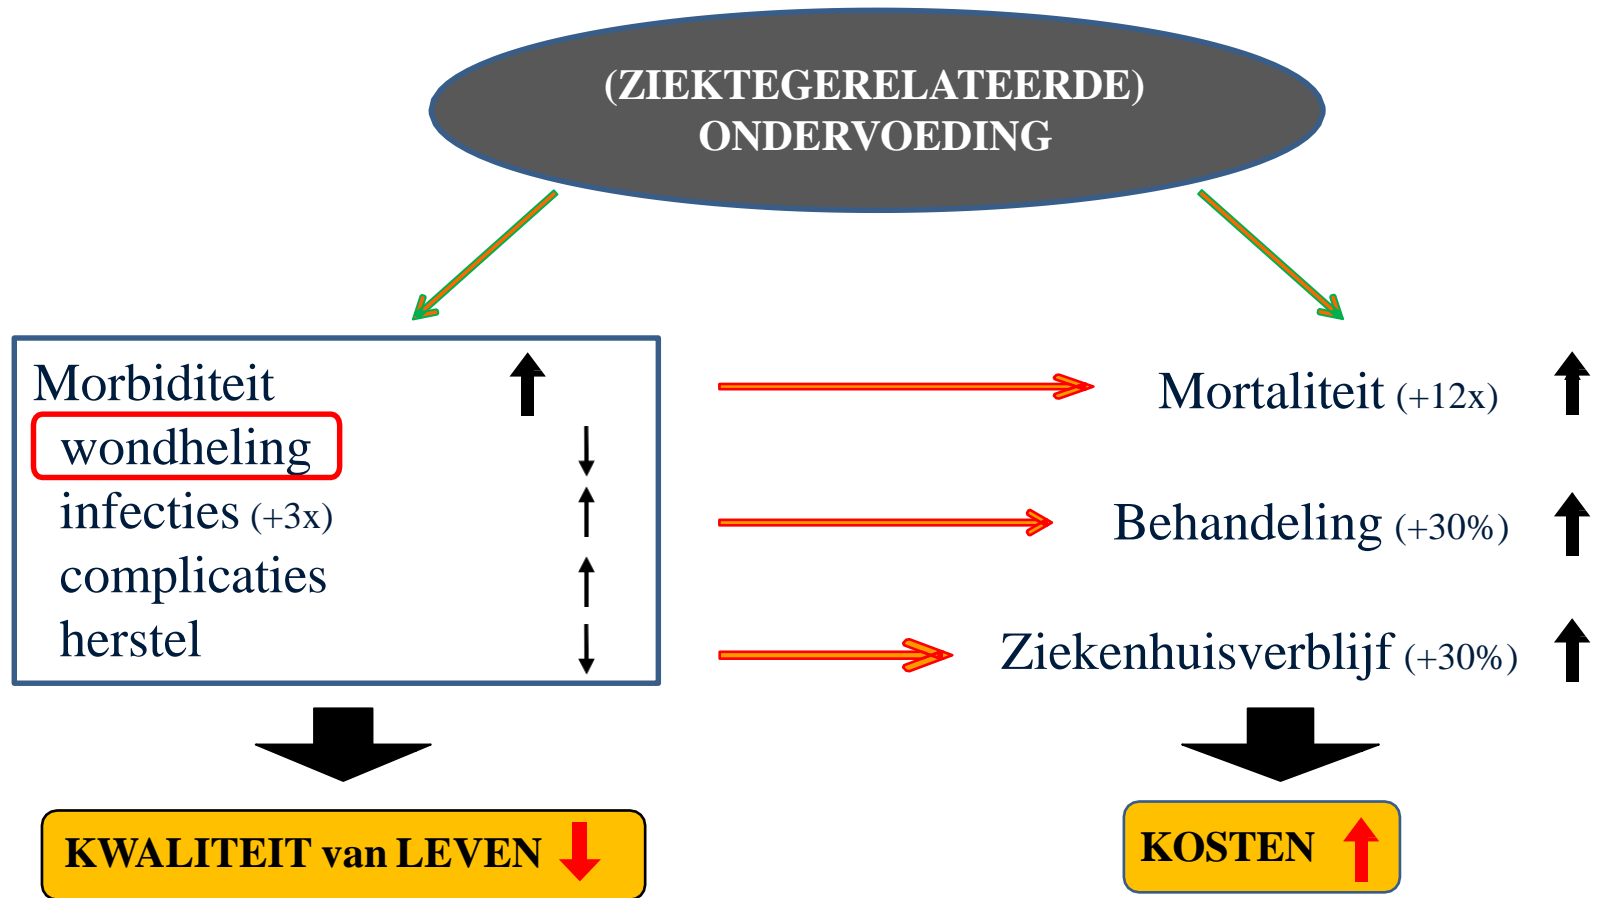 (ZIEKTEGERELATEERDE)
ONDERVOEDING
Morbiditeit
wondheling
infecties (+3x)
complicaties
herstel
Mortaliteit (+12x)
Behandeling (+30%)
Ziekenhuisverblijf (+30%)
KWALITEIT van LEVEN
KOSTEN